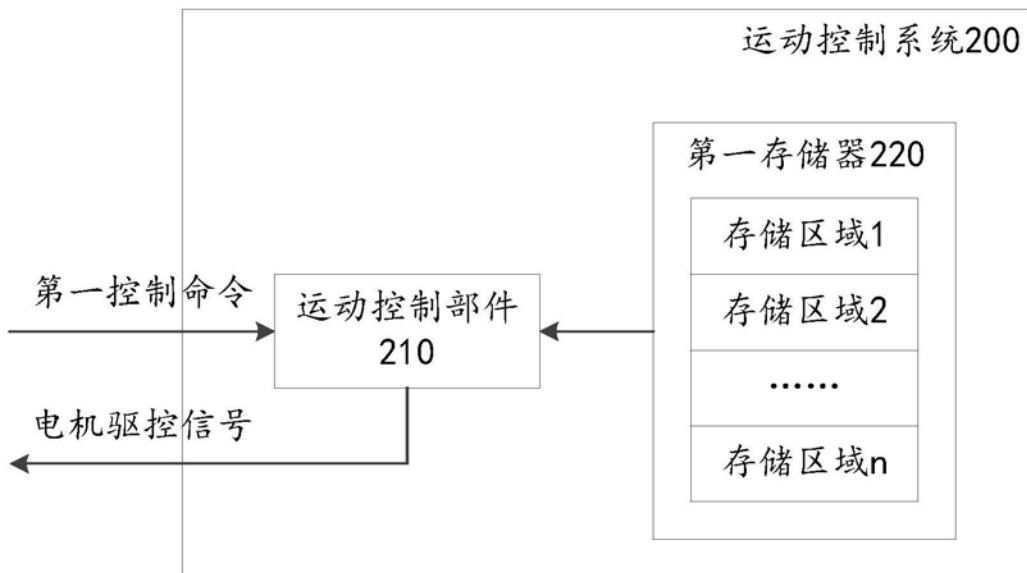 运动控制系统200
第一存储器220
存储区域1
第一控制命令
运动控制部件
210
存储区域2
……
电机驱控信号
存储区域n